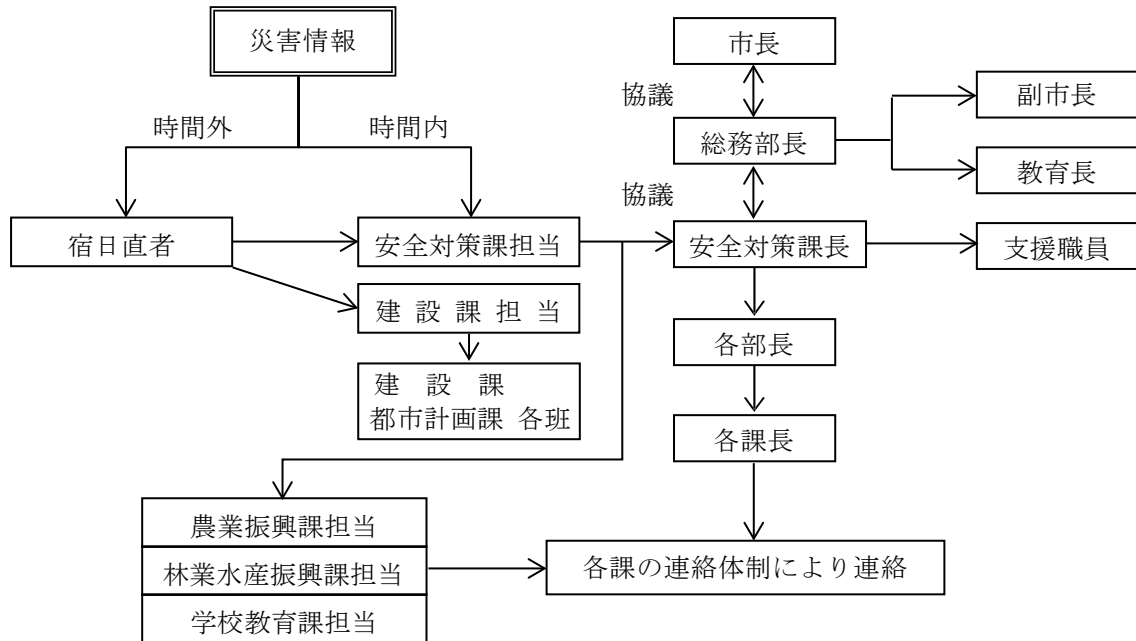 災害情報
市長
副市長
協議
時間外
時間内
総務部長
教育長
協議
宿日直者
安全対策課担当
安全対策課長
支援職員
建 設 課 担 当
各部長
建 設 課
都市計画課 各班
各課長
農業振興課担当
林業水産振興課担当
各課の連絡体制により連絡
学校教育課担当